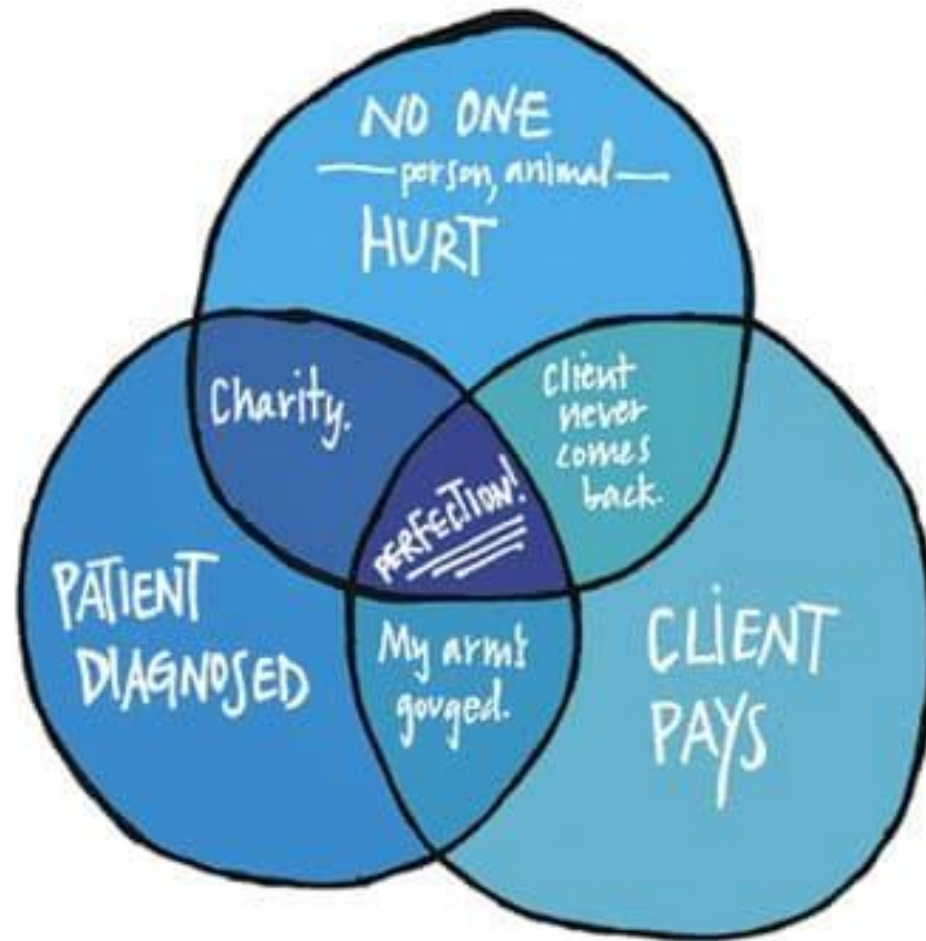 NO ONE
person, animal
HURT
Charity.
Client
never
comes
back.
PERFECTION!
PATIENT
DIAGNOSED
My arm's
gouged.
CLIENT
PAYS